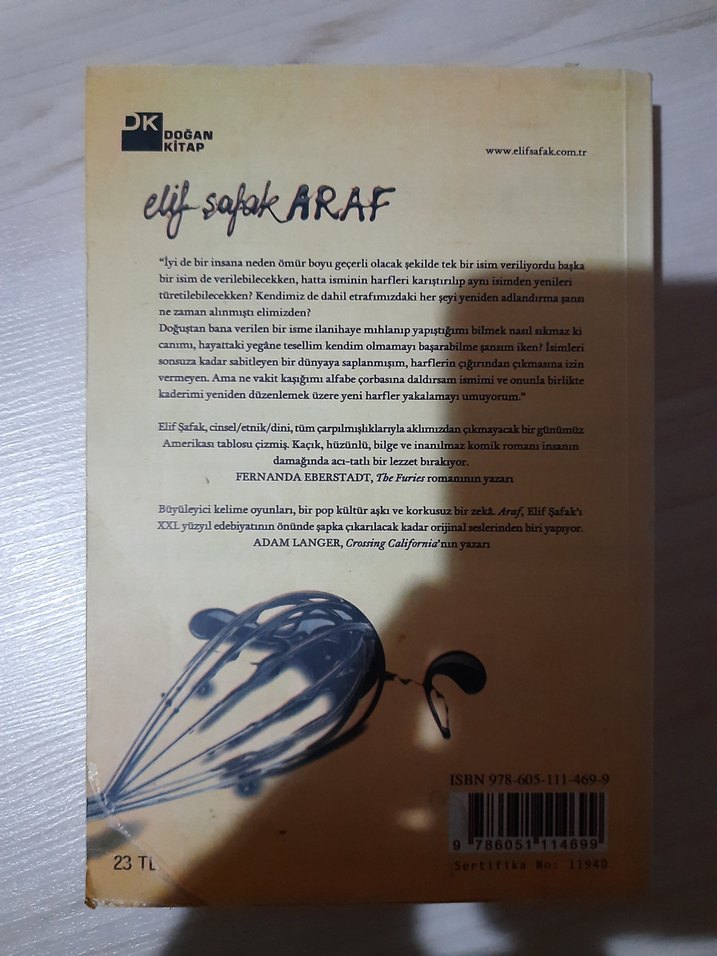 DK
DOĞAN
KİTAP
www.elifsafak.com.tr
elif şafak ARAF
"İyi de bir insana neden ömür boyu geçerli olacak şekilde tek bir isim veriliyordu başka
bir isim de verilebilecekken, hatta isminin harfleri karıştırılıp aynı isimden yenileri
türetilebilecekken? Kendimiz de dahil etrafımızdaki her şeyi yeniden adlandırma şansı
ne zaman alınmıştı elimizden?
Doğuştan bana verilen bir isme ilanihaye mıhlanıp yapıştığımı bilmek nasıl sıkmaz ki
canımı, hayattaki yegâne tesellim kendim olmamayı başarabilme şansım iken? İsimleri
sonsuza kadar sabitleyen bir dünyaya saplanmışım, harflerin çığırından çıkmasına izin
vermeyen. Ama ne vakit kaşığımı alfabe çorbasına daldırsam ismimi ve onunla birlikte
kaderimi yeniden düzenlemek üzere yeni harfler yakalamayı umuyorum."
Elif Şafak, cinsel/etnik/dini, tüm çarpılmışlıklarıyla aklımızdan çıkmayacak bir günümüz
Amerikası tablosu çizmiş. Kaçık, hüzünlü, bilge ve inanılmaz komik romanı insanın
damağında acı-tatlı bir lezzet bırakıyor.
FERNANDA EBERSTADT, The Furies romanının yazarı
Büyüleyici kelime oyunları, bir pop kültür aşkı ve korkusuz bir zekâ. Araf, Elif Şafak'ı
XXI. yüzyıl edebiyatının önünde şapka çıkarılacak kadar orijinal seslerinden biri yapıyor.
ADAM LANGER, Crossing California'nın yazarı
ISBN 978-605-111-469-9
9 786051 114699
Sertifika No: 11940
23 TL